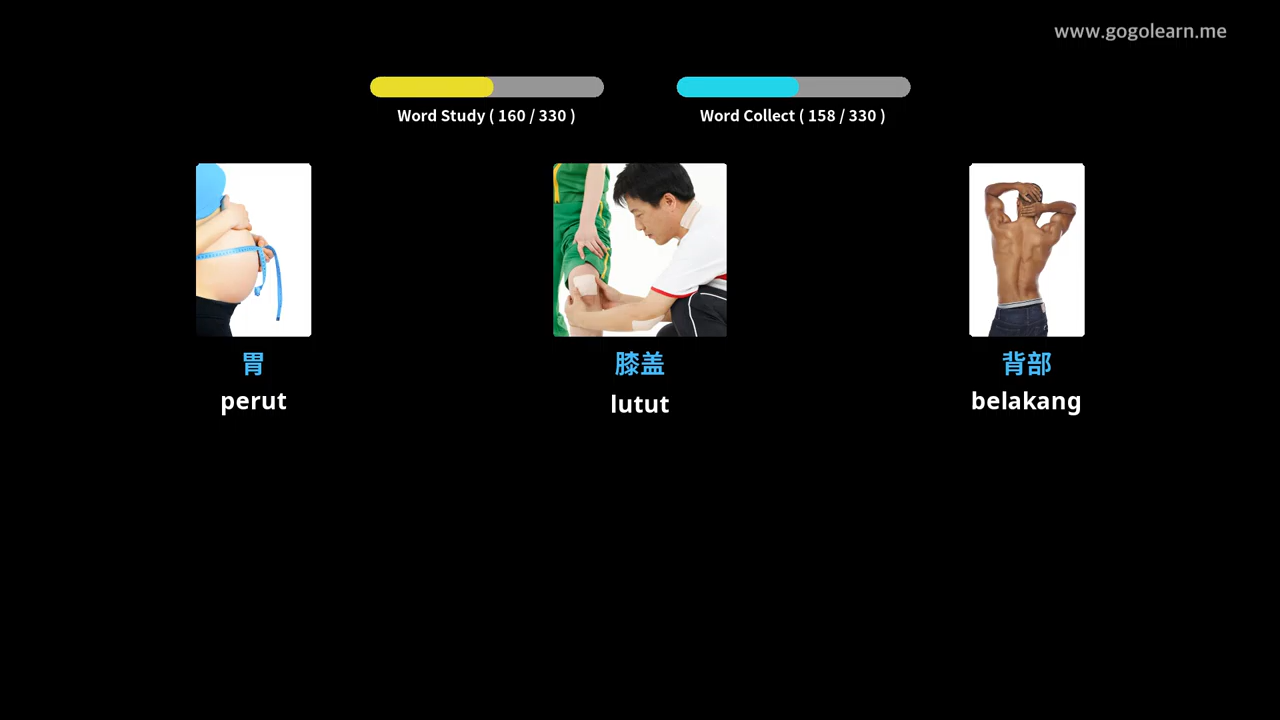 www.gogolearn.me
Word Study ( 160 / 330 )
Word Collect ( 158 / 330 )
胃
perut
膝盖
lutut
背部
belakang